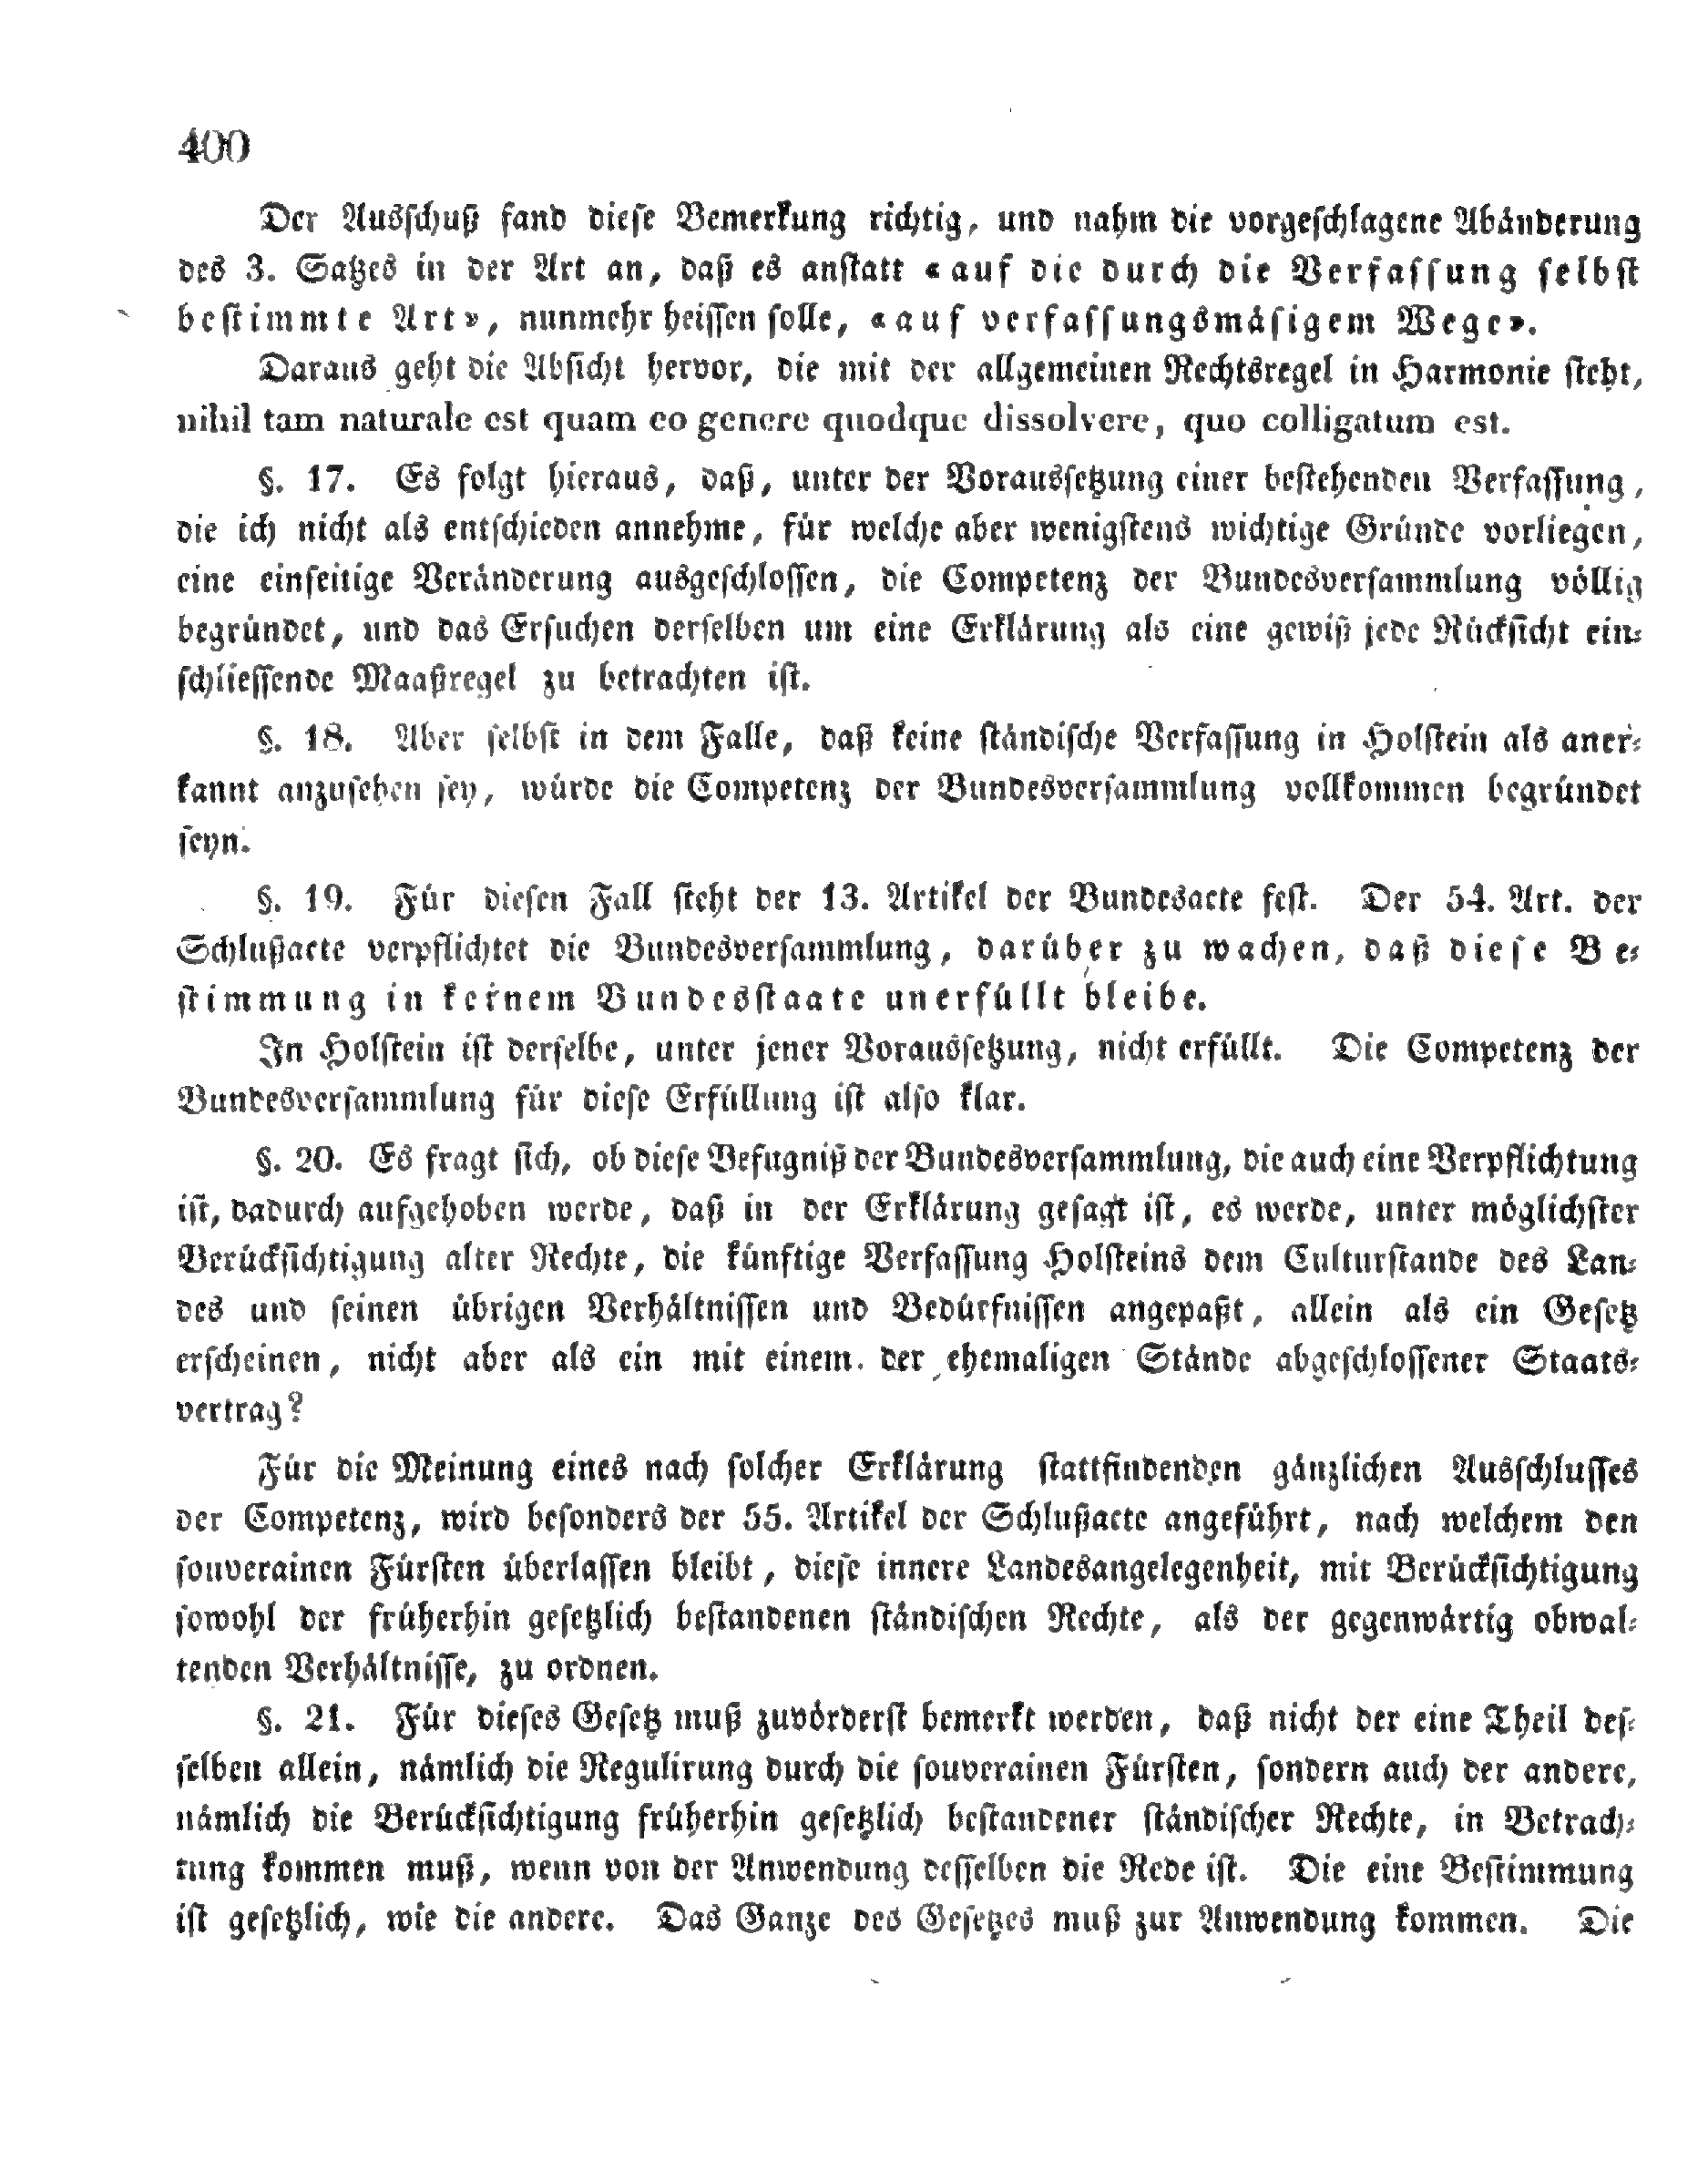 400
Der Ausschuß fand diese Bemerkung richtig, und nahm die vorgeschlagene Abänderung
des 3. Satzes in der Art an, daß es anstatt «auf die durch die Verfassung selbst
bestimmte Art», nunmehr heissen solle, «auf verfassungsmäsigem Wege».
Daraus geht die Absicht hervor, die mit der allgemeinen Rechtsregel in Harmonie steht,
nihil tam naturale est quam eo genere quodque dissolvere, quo colligatum est.
§. 17. Es folgt hieraus, daß, unter der Voraussetzung einer bestehenden Verfassung,
die ich nicht als entschieden annehme, für welche aber wenigstens wichtige Gründe vorliegen,
eine einseitige Veränderung ausgeschlossen, die Competenz der Bundesversammlung völlig
begründet, und das Ersuchen derselben um eine Erklärung als eine gewiß jede Rücksicht ein-
schliessende Maaßregel zu betrachten ist.
§. 18. Aber selbst in dem Falle, daß keine ständische Verfassung in Holstein als aner-
kannt anzusehen sey, würde die Competenz der Bundesversammlung vollkommen begründet
seyn.
§. 19. Für diesen Fall steht der 13. Artikel der Bundesacte fest. Der 54. Art. der
Schlußacte verpflichtet die Bundesversammlung, darüber zu wachen, daß diese Be-
stimmung in keinem Bundesstaate unerfüllt bleibe.
In Holstein ist derselbe, unter jener Voraussetzung, nicht erfüllt. Die Competenz der
Bundesversammlung für diese Erfüllung ist also klar.
§. 20. Es fragt sich, ob diese Befugniß der Bundesversammlung, die auch eine Verpflichtung
ist, dadurch aufgehoben werde, daß in der Erklärung gesagt ist, es werde, unter möglichster
Berücksichtigung alter Rechte, die künftige Verfassung Holsteins dem Culturstande des Lan-
des und seinen übrigen Verhältnissen und Bedürfnissen angepaßt, allein als ein Gesetz
erscheinen, nicht aber als ein mit einem der ehemaligen Stände abgeschlossener Staats-
vertrag?
Für die Meinung eines nach solcher Erklärung stattfindenden gänzlichen Ausschlusses
der Competenz, wird besonders der 55. Artikel der Schlußacte angeführt, nach welchem den
souverainen Fürsten überlassen bleibt, diese innere Landesangelegenheit, mit Berücksichtigung
sowohl der früherhin gesetzlich bestandenen ständischen Rechte, als der gegenwärtig obwal-
tenden Verhältnisse, zu ordnen.
§. 21. Für dieses Gesetz muß zuvörderst bemerkt werden, daß nicht der eine Theil des-
selben allein, nämlich die Regulirung durch die souverainen Fürsten, sondern auch der andere,
nämlich die Berücksichtigung früherhin gesetzlich bestandener ständischer Rechte, in Betrach-
tung kommen muß, wenn von der Anwendung desselben die Rede ist. Die eine Bestimmung
ist gesetzlich, wie die andere. Das Ganze des Gesetzes muß zur Anwendung kommen. Die